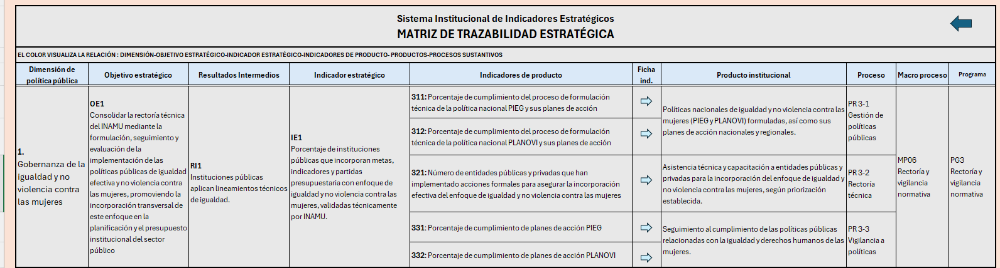 Sistema Institucional de Indicadores Estratégicos
MATRIZ DE TRAZABILIDAD ESTRATÉGICA
EL COLOR VISUALIZA LA RELACIÓN : DIMENSIÓN-OBJETIVO ESTRATÉGICO-INDICADOR ESTRATÉGICO-INDICADORES DE PRODUCTO- PRODUCTOS-PROCESOS SUSTANTIVOS
Dimensión de
política pública
Objetivo estratégico
Resultados Intermedios
Indicador estratégico
Indicadores de producto
Ficha
ind.
Producto institucional
Proceso
Macro proceso
Programa
1.
Gobernanza de la
igualdad y no
violencia contra
las mujeres
OE1
Consolidar la rectoría técnica
del INAMU mediante la
formulación, seguimiento y
evaluación de la
implementación de las
políticas públicas de igualdad
efectiva y no violencia contra
las mujeres, promoviendo la
incorporación transversal de
este enfoque en la
planificación y el presupuesto
institucional del sector
público
RI1
Instituciones públicas
aplican lineamientos técnicos
de igualdad.
IE1
Porcentaje de instituciones
públicas que incorporan metas,
indicadores y partidas
presupuestaria con enfoque de
igualdad y no violencia contra las
mujeres, validadas técnicamente
por INAMU.
311: Porcentaje de cumplimiento del proceso de formulación
técnica de la política nacional PIEG y sus planes de acción
312: Porcentaje de cumplimiento del proceso de formulación
técnica de la política nacional PLANOVI y sus planes de acción
321: Número de entidades públicas y privadas que han
implementado acciones formales para asegurar la incorporación
efectiva del enfoque de igualdad y no violencia contra las mujeres
331: Porcentaje de cumplimiento de planes de acción PIEG
332: Porcentaje de cumplimiento de planes de acción PLANOVI
Políticas nacionales de igualdad y no violencia contra las
mujeres (PIEG y PLANOVI) formuladas, así como sus
planes de acción nacionales y regionales.
Asistencia técnica y capacitación a entidades públicas y
privadas para la incorporación del enfoque de igualdad y
no violencia contra las mujeres, según priorización
establecida.
Seguimiento al cumplimiento de las políticas públicas
relacionadas con la igualdad y derechos humanos de las
mujeres.
PR 3-1
Gestión de
políticas
públicas
PR 3-2
Rectoría
técnica
PR 3-3
Vigilancia a
políticas
MP06
Rectoría y
vigilancia
normativa
PG3
Rectoría y
vigilancia
normativa